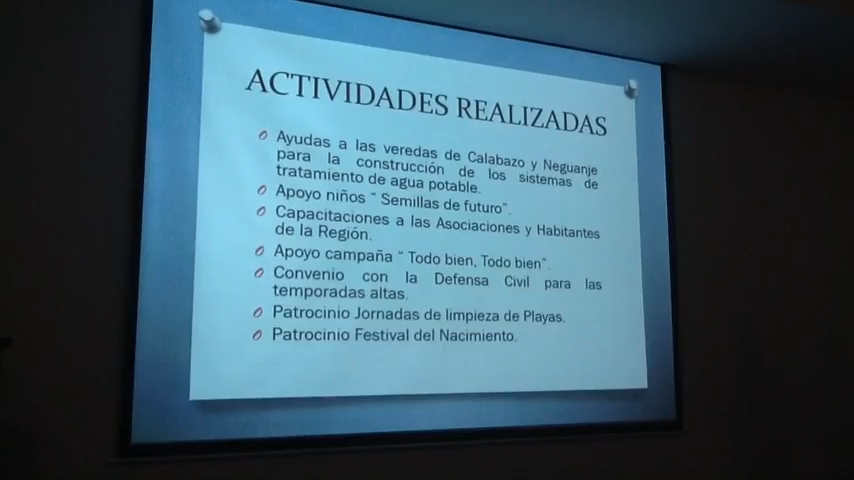 ACTIVIDADES REALIZADAS
Ayudas a las veredas de Calabazo y Neguanje
para la construcción de los sistemas de
tratamiento de agua potable.
Apoyo niños " Semillas de futuro".
Capacitaciones a las Asociaciones y Habitantes
de la Región.
Apoyo campaña " Todo bien, Todo bien".
Convenio con la Defensa Civil para las
temporadas altas.
Patrocinio Jornadas de limpieza de Playas.
Patrocinio Festival del Nacimiento.